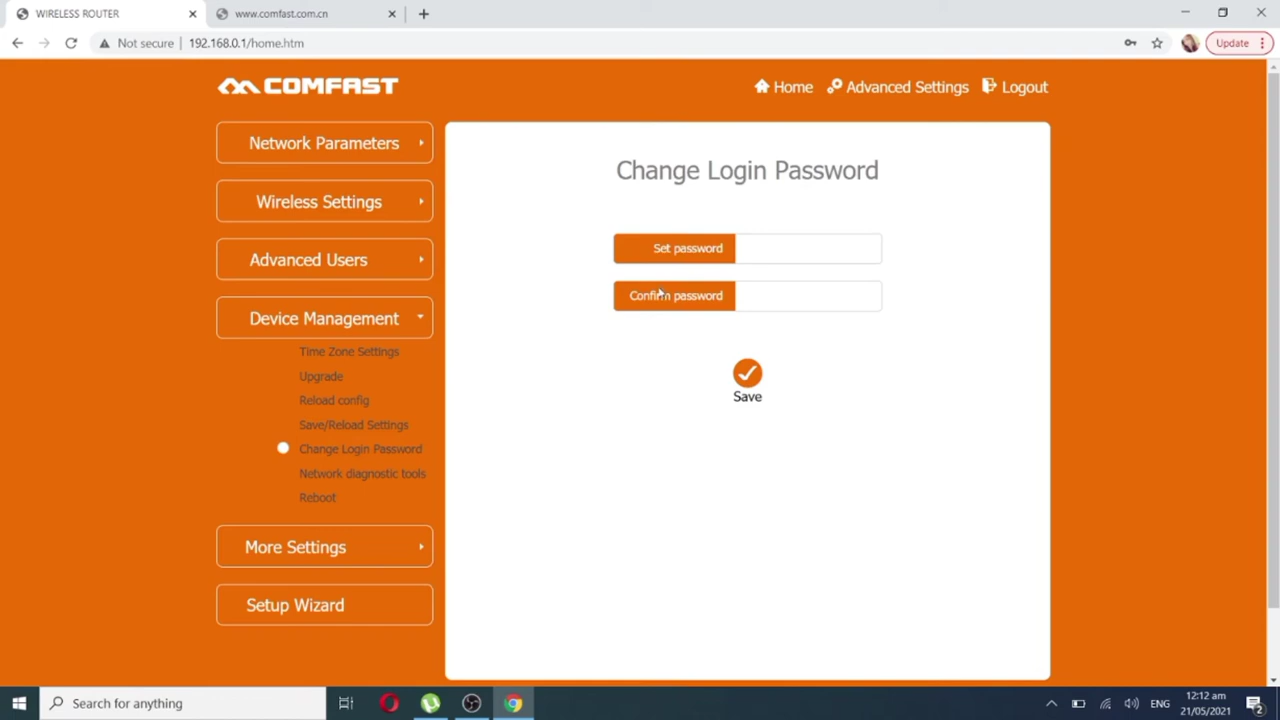 WIRELESS ROUTER
www.comfast.com.cn
Not secure
192.168.0.1/home.htm
Update
COMFAST
Home
Advanced Settings
Logout
Network Parameters
Wireless Settings
Advanced Users
Device Management
Time Zone Settings
Upgrade
Reload config
Save/Reload Settings
Change Login Password
Network diagnostic tools
Reboot
More Settings
Setup Wizard
Change Login Password
Set password
Confirm password
Save
Search for anything
ENG
12:12 am
21/05/2021
2